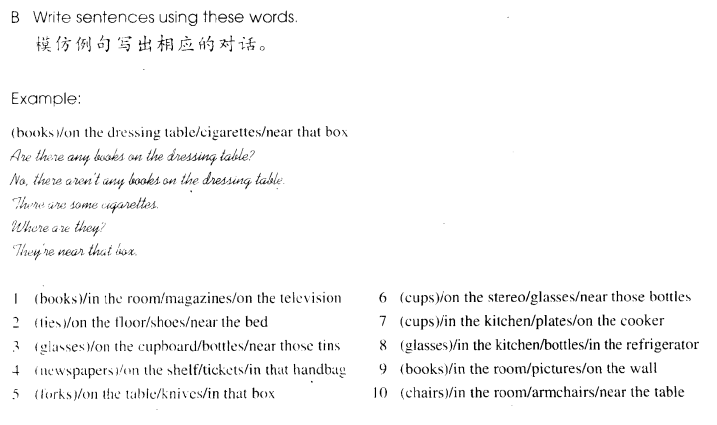 B Write sentences using these words.
模仿例句写出相应的对话。
Example:
(books)/on the dressing table/cigarettes/near that box
Are there any books on the dressing table?
No, there aren't any books on the dressing table.
There are some cigarettes.
Where are they?
They're near that box.
1 (books)/in the room/magazines/on the television
2 (ties)/on the floor/shoes/near the bed
3 (glasses)/on the cupboard/bottles/near those tins
4 (newspapers)/on the shelf/tickets/in that handbag
5 (forks)/on the table/knives/in that box
6 (cups)/on the stereo/glasses/near those bottles
7 (cups)/in the kitchen/plates/on the cooker
8 (glasses)/in the kitchen/bottles/in the refrigerator
9 (books)/in the room/pictures/on the wall
10 (chairs)/in the room/armchairs/near the table